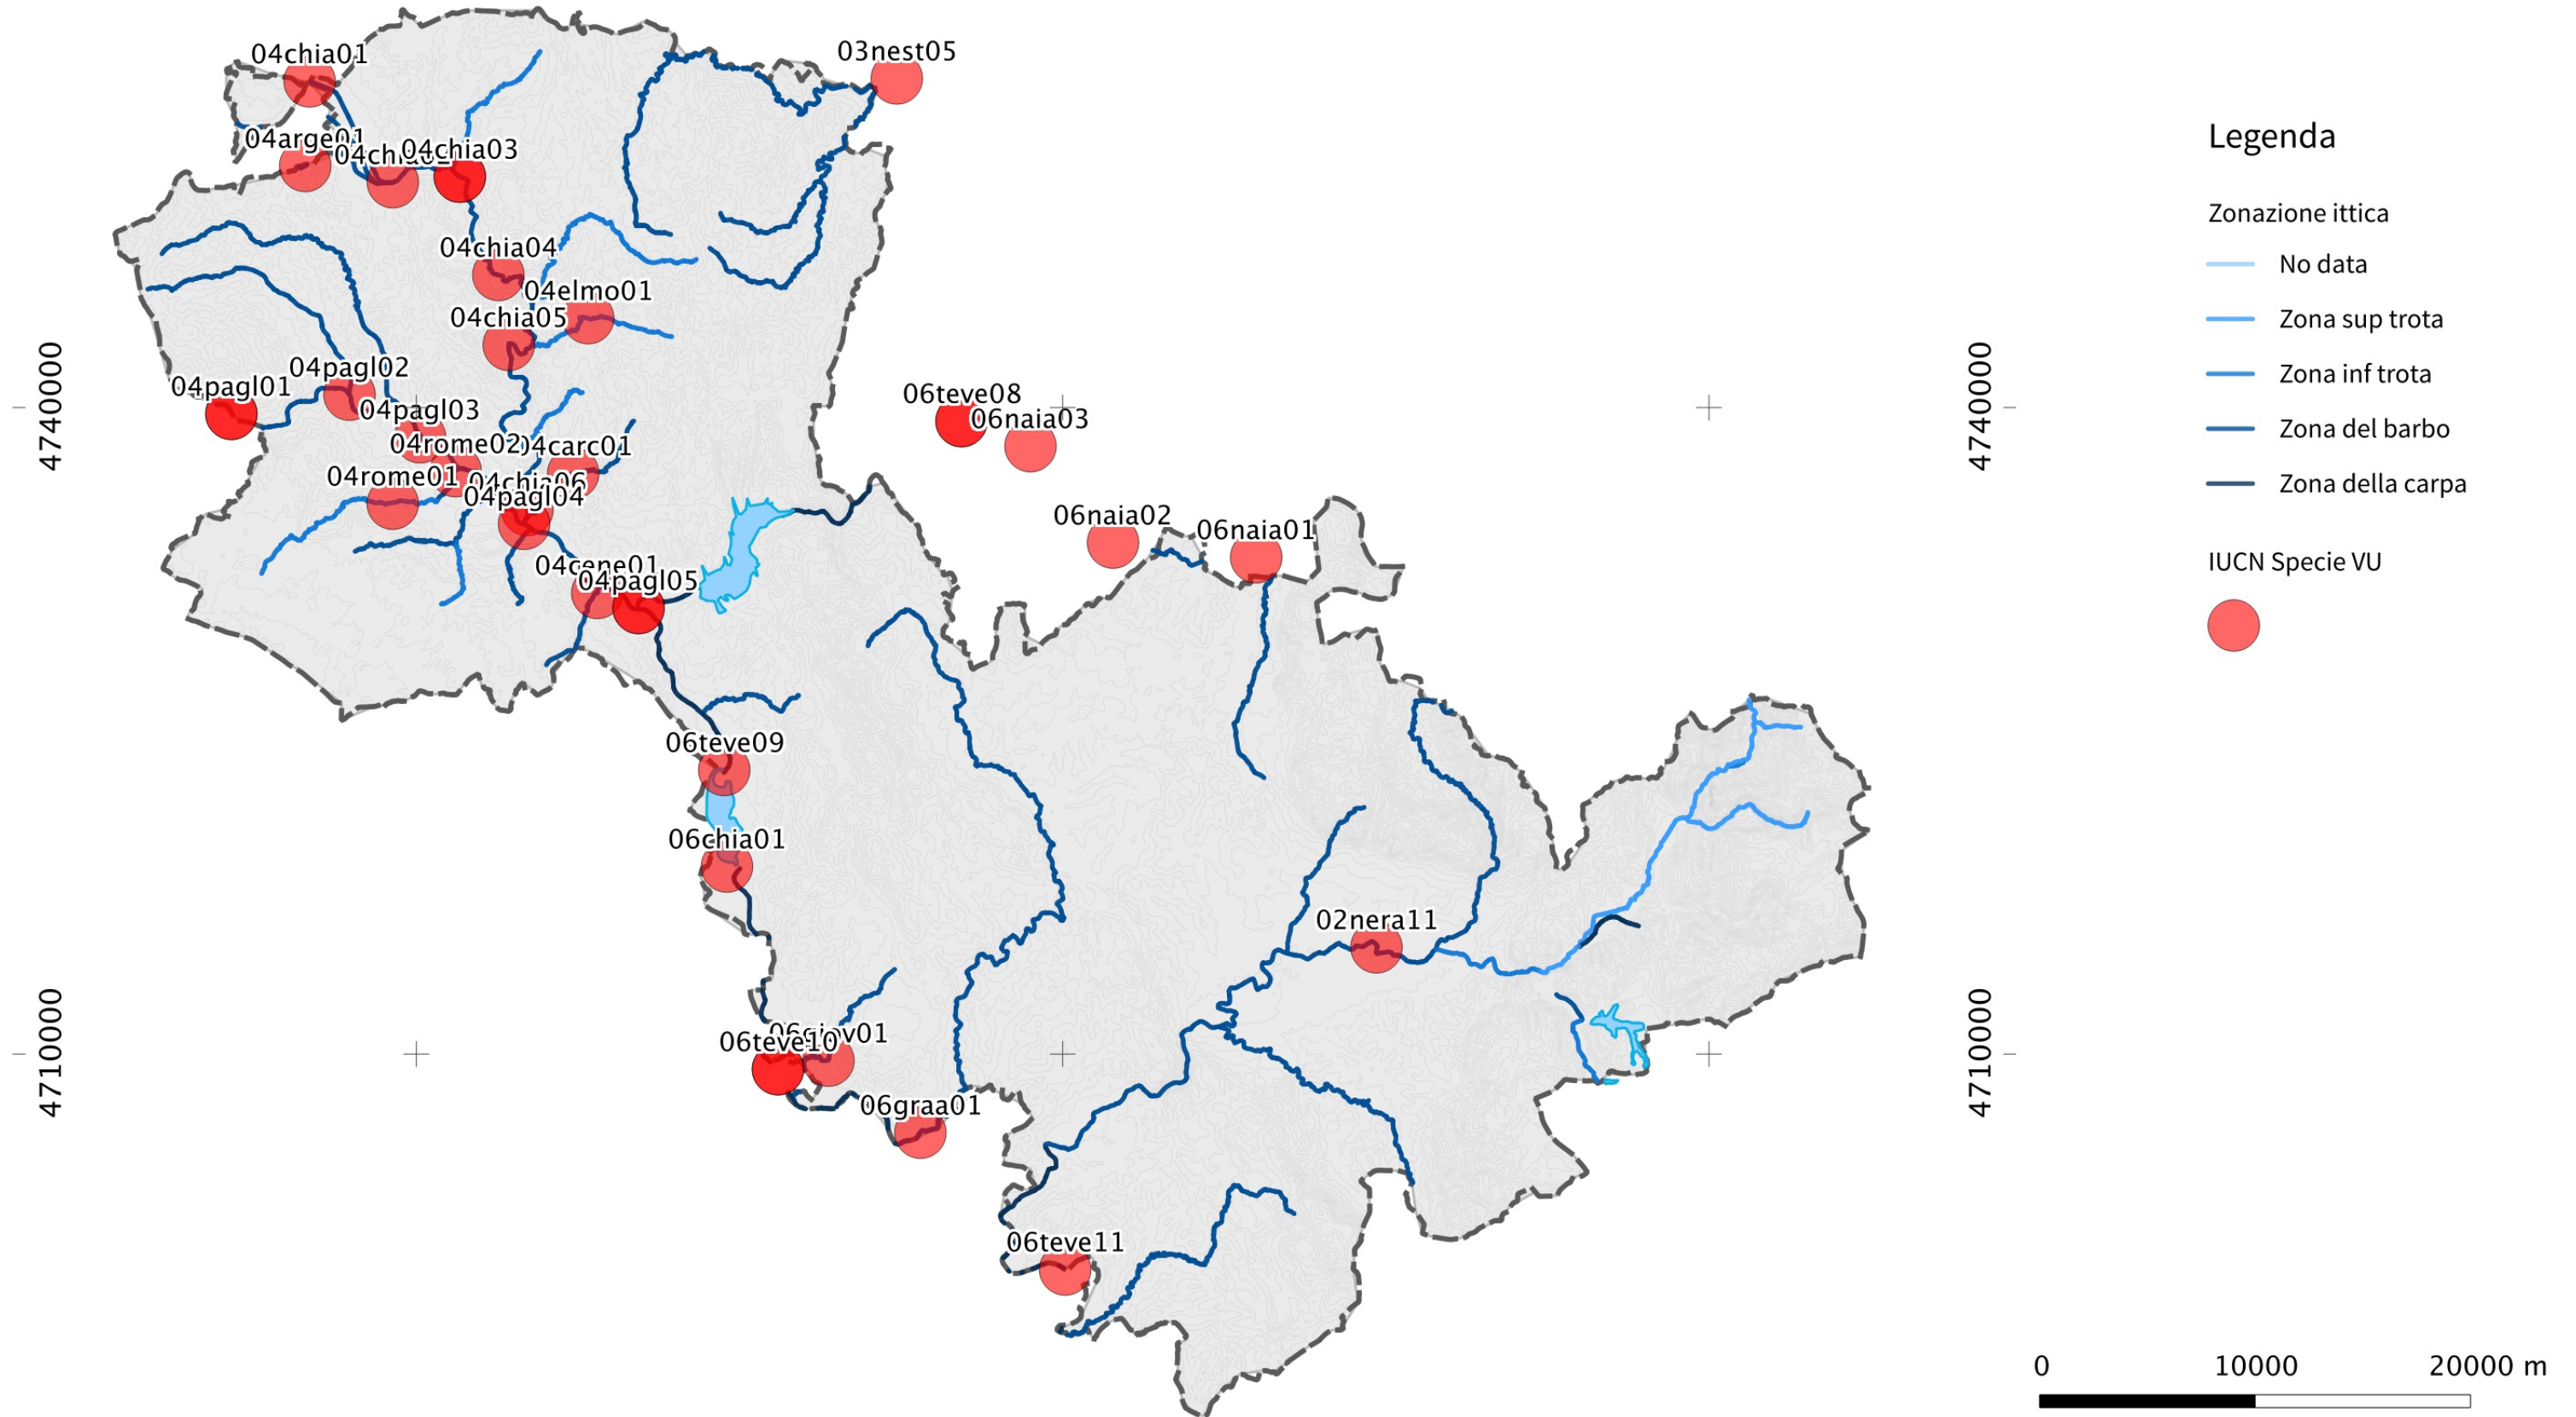 04chia01
03nest05
04arge01
04chia03
04chia04
04elmo01
04chia05
04pagl02
04pagl01
04pagl03
04rome02
04carc01
04rome01
04chia06
04pagl04
04cene01
04pagl05
06teve08
06naia03
06naia02
06naia01
06teve09
06chia01
02nera11
06teve10
06graa01
06teve11
4740000
4740000
4710000
4710000
Legenda
Zonazione ittica
No data
Zona sup trota
Zona inf trota
Zona del barbo
Zona della carpa
IUCN Specie VU
0 10000 20000 m